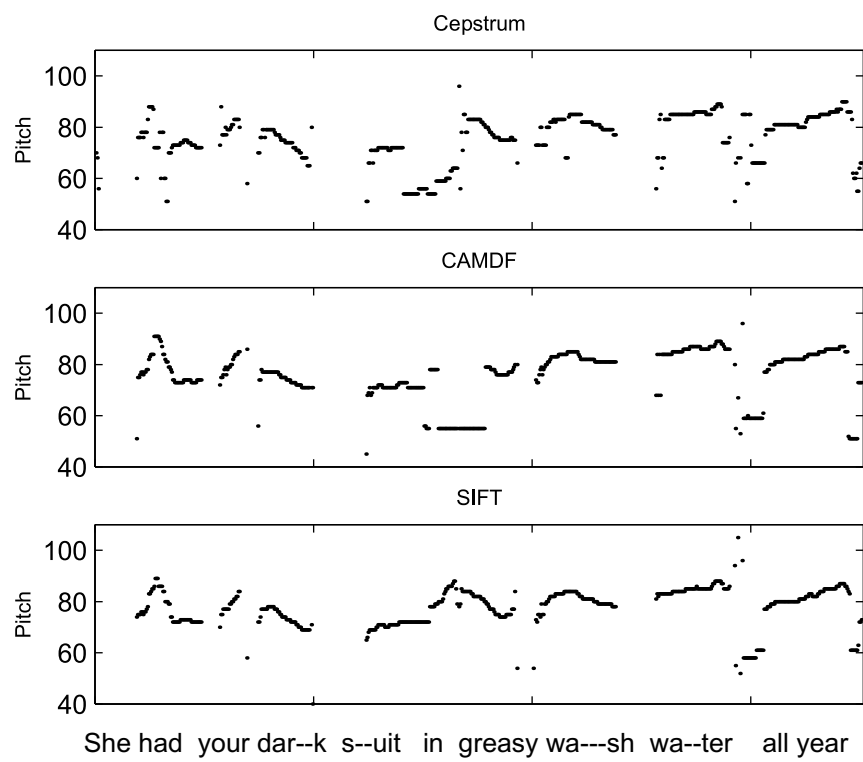 Cepstrum
100
80
60
40
Pitch
CAMDF
100
80
60
40
Pitch
SIFT
100
80
60
40
Pitch
She had your dar--k s--uit in greasy wa---sh wa--ter all year